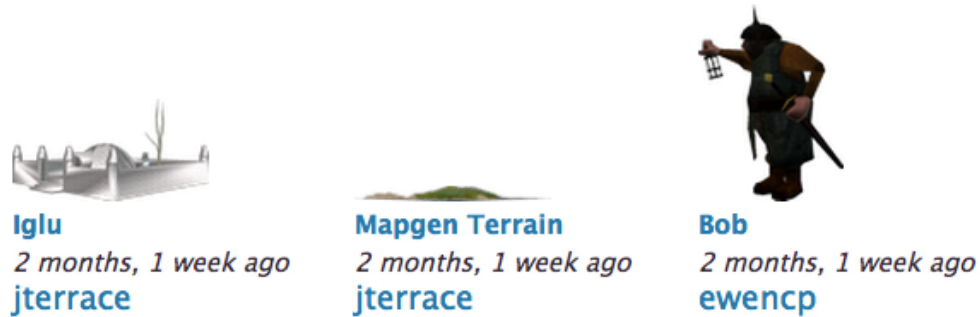 Iglu
2 months, 1 week ago
jterrace
Mapgen Terrain
2 months, 1 week ago
jterrace
Bob
2 months, 1 week ago
ewencp